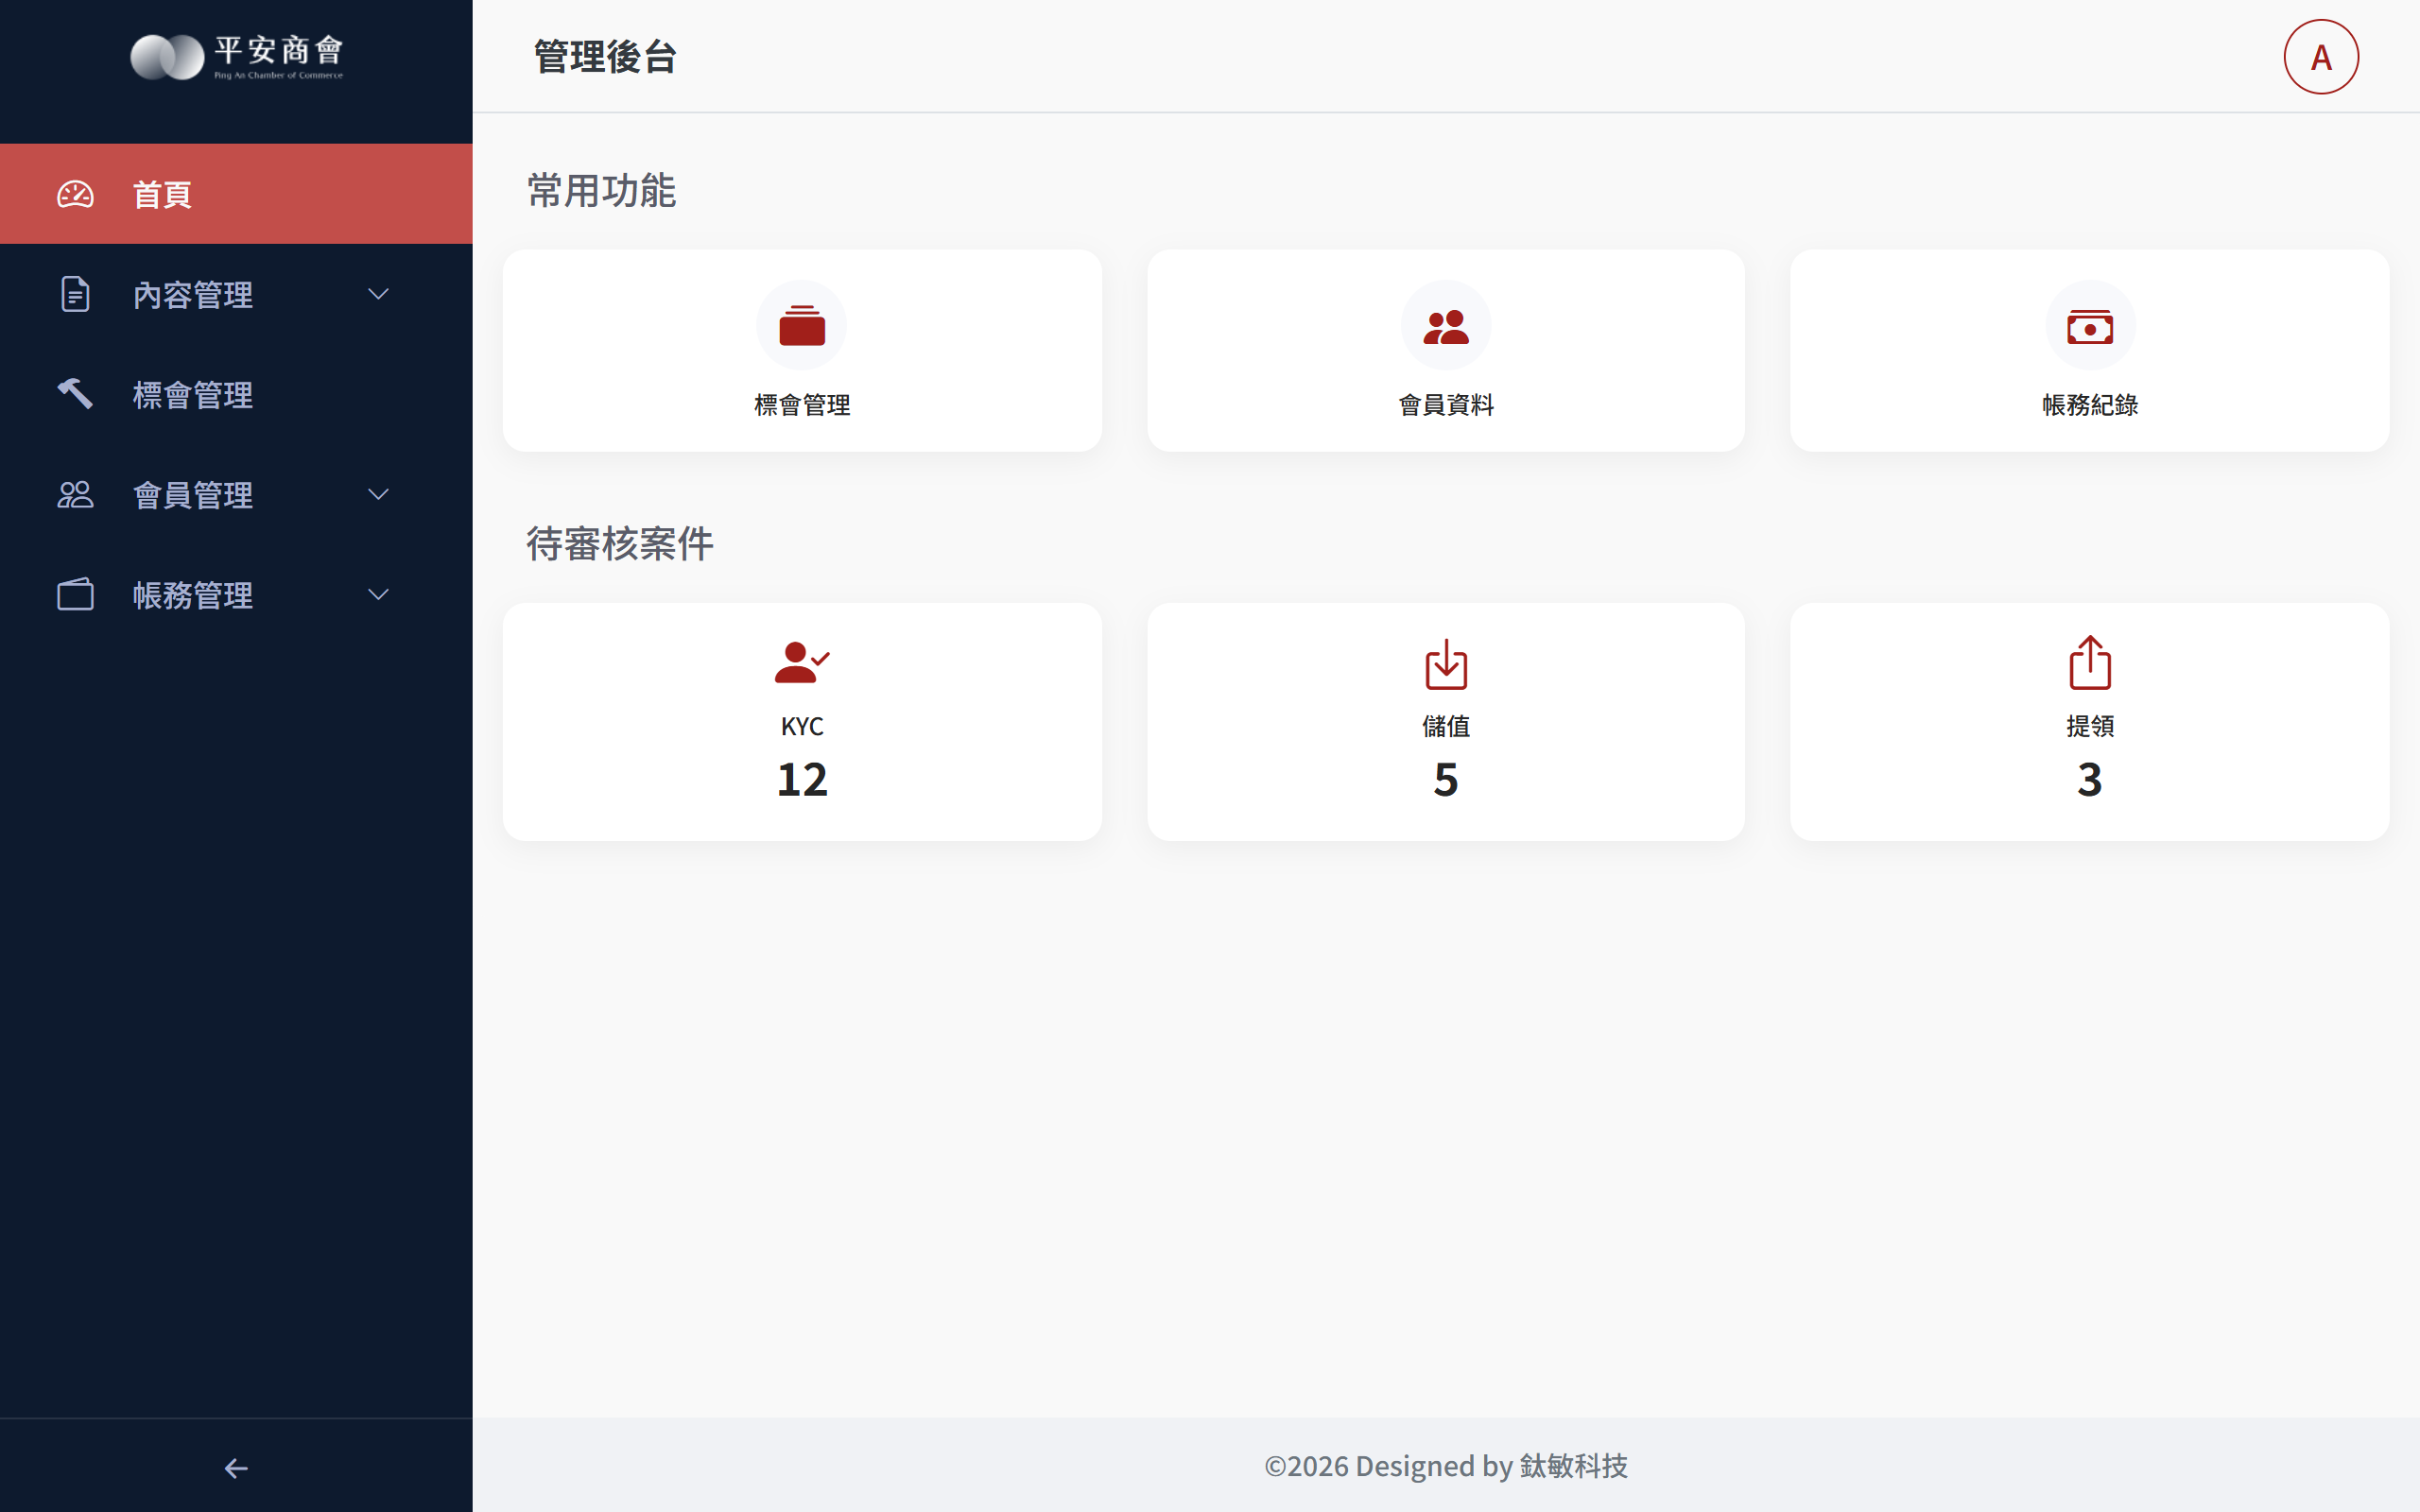 平安商會
Ping An Chamber of Commerce
首頁
內容管理
標會管理
會員管理
帳務管理
管理後台
A
常用功能
標會管理
會員資料
帳務紀錄
待審核案件
KYC
12
儲值
5
提領
3
©2026 Designed by 鈦敏科技